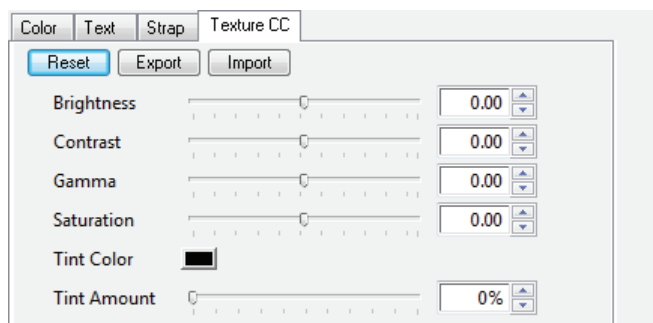 Color Text Strap Texture CC
Reset Export Import
Brightness 0.00
Contrast 0.00
Gamma 0.00
Saturation 0.00
Tint Color
Tint Amount 0%